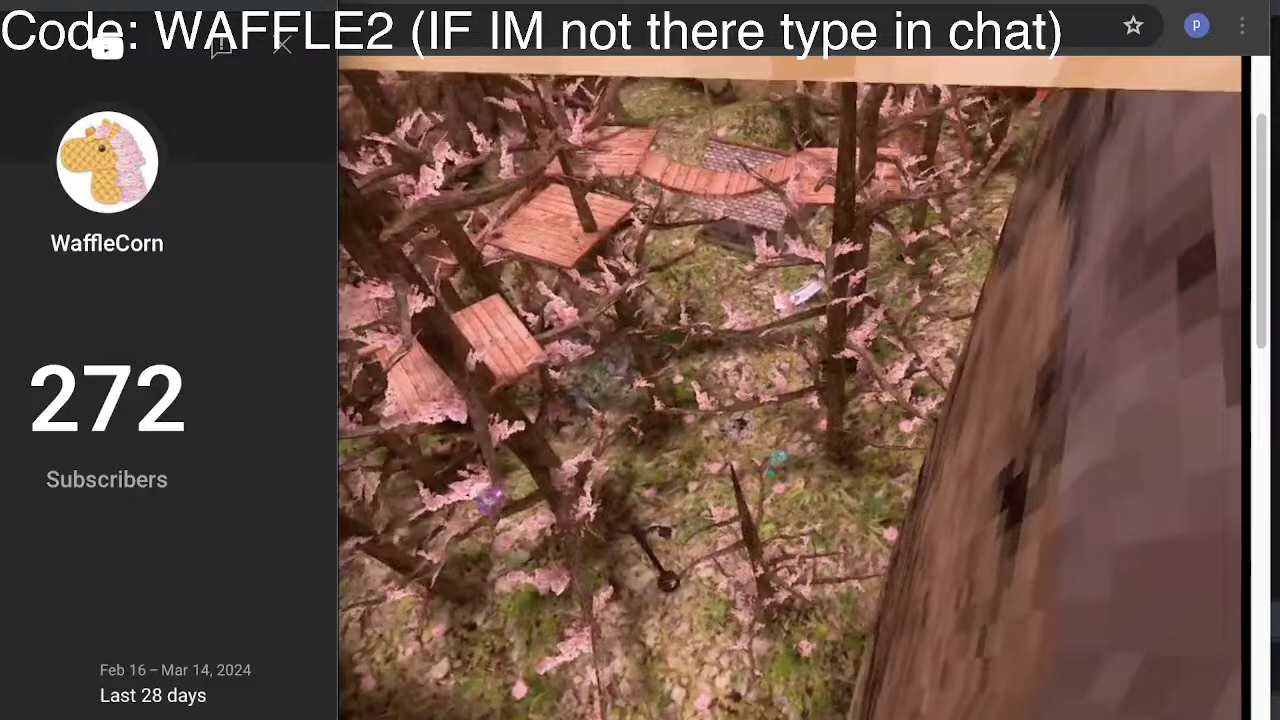 Code: WAFFLE2 (IF IM not there type in chat)
p
WaffleCorn
272
Subscribers
Feb 16 – Mar 14, 2024
Last 28 days